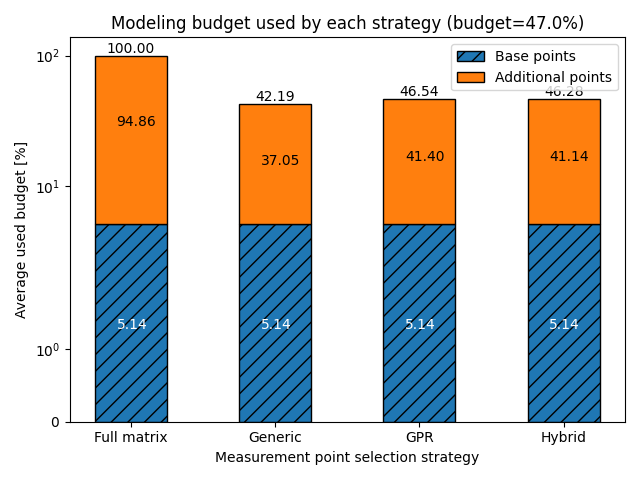 Modeling budget used by each strategy (budget=47.0%)
Base points
Additional points
100.00
42.19
46.54
46.28
94.86
37.05
41.40
41.14
5.14
5.14
5.14
5.14
10²
10¹
10⁰
0
Average used budget [%]
Full matrix
Generic
GPR
Hybrid
Measurement point selection strategy